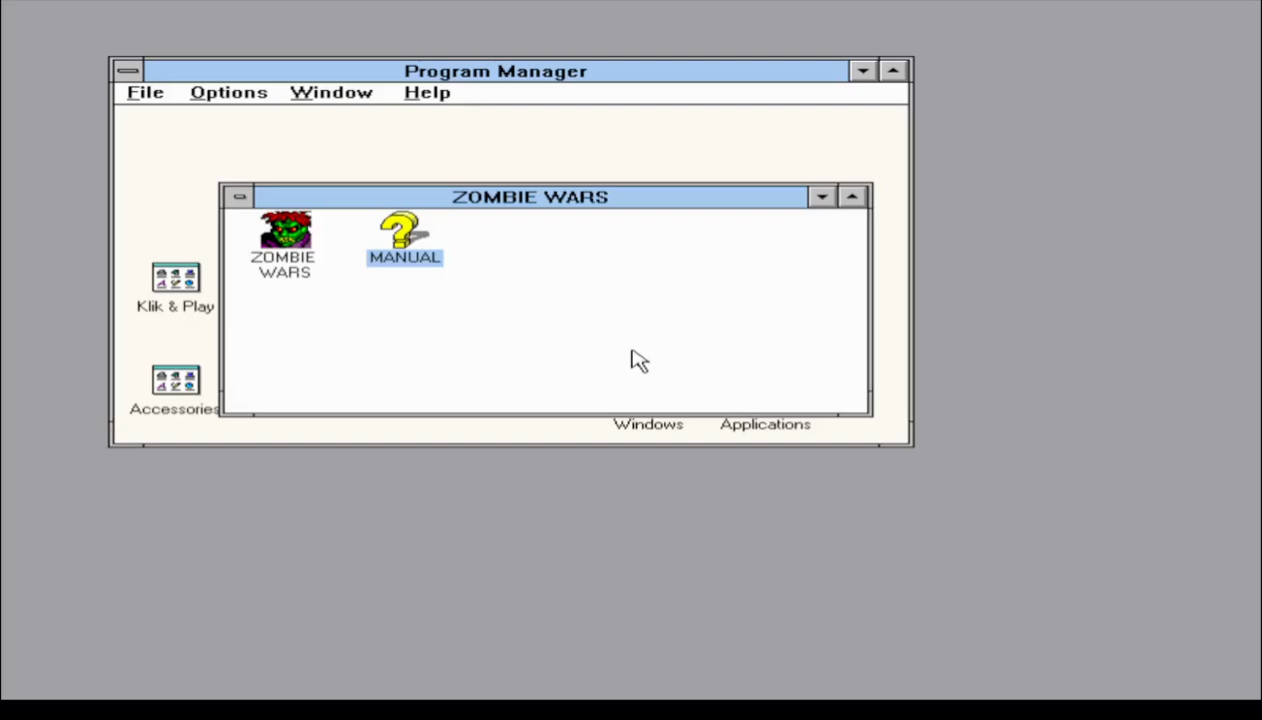 Program Manager
File Options Window Help
ZOMBIE WARS
ZOMBIE
WARS
MANUAL
Klik & Play
Accessories
Windows
Applications